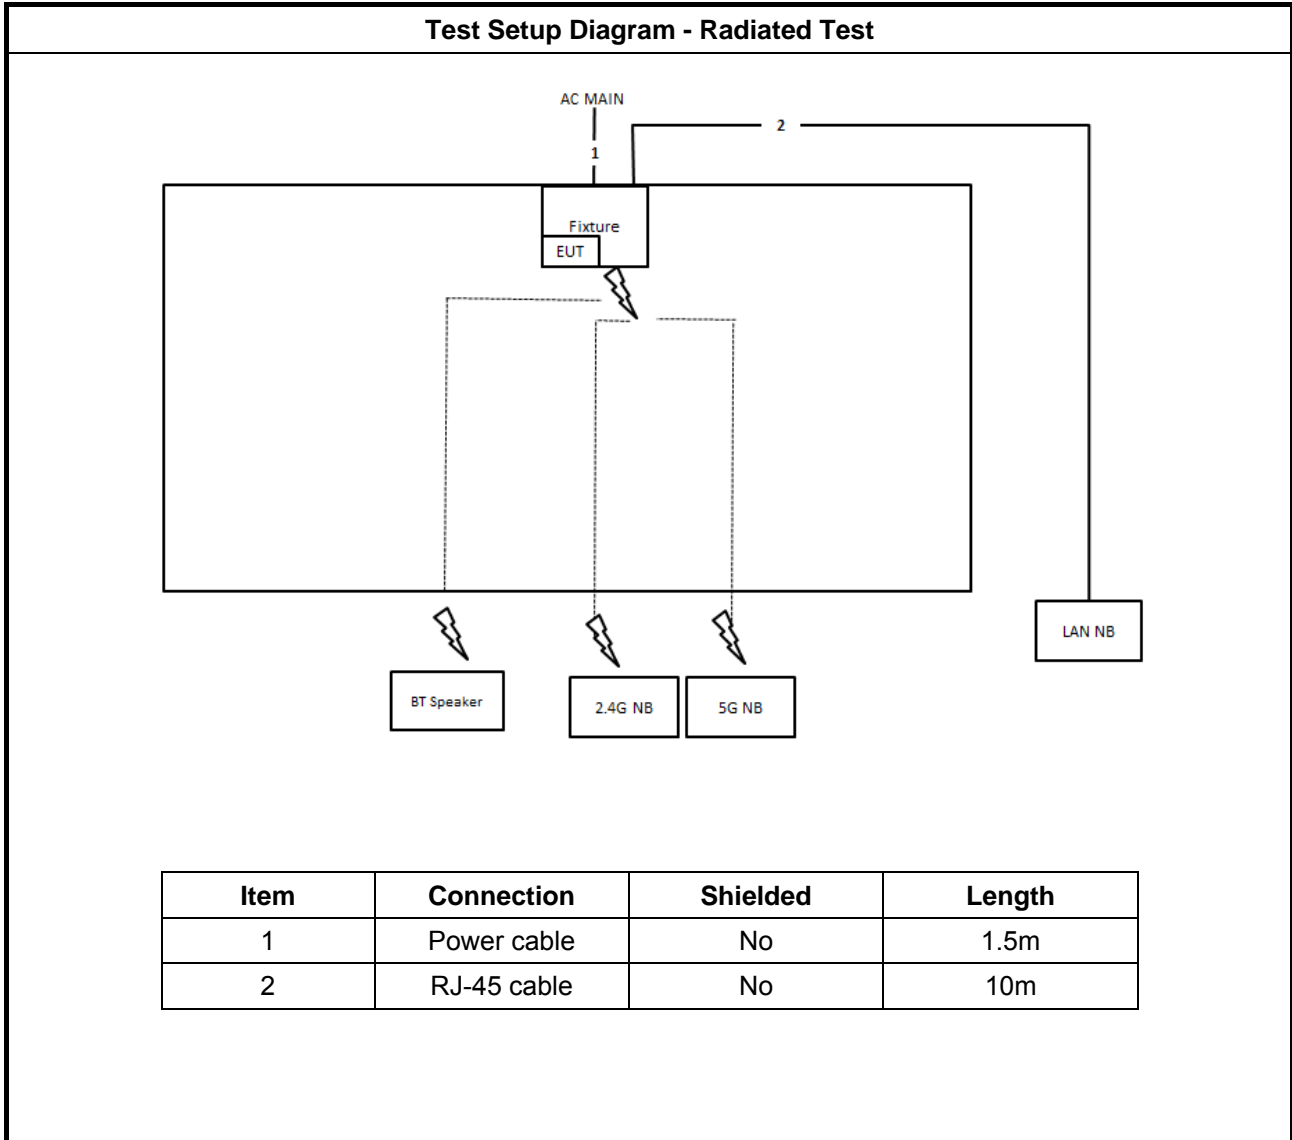 Test Setup Diagram - Radiated Test
AC MAIN
2
1
Fixture
EUT
LAN NB
BT Speaker
2.4G NB
5G NB
Item Connection Shielded Length
1 Power cable No 1.5m
2 RJ-45 cable No 10m